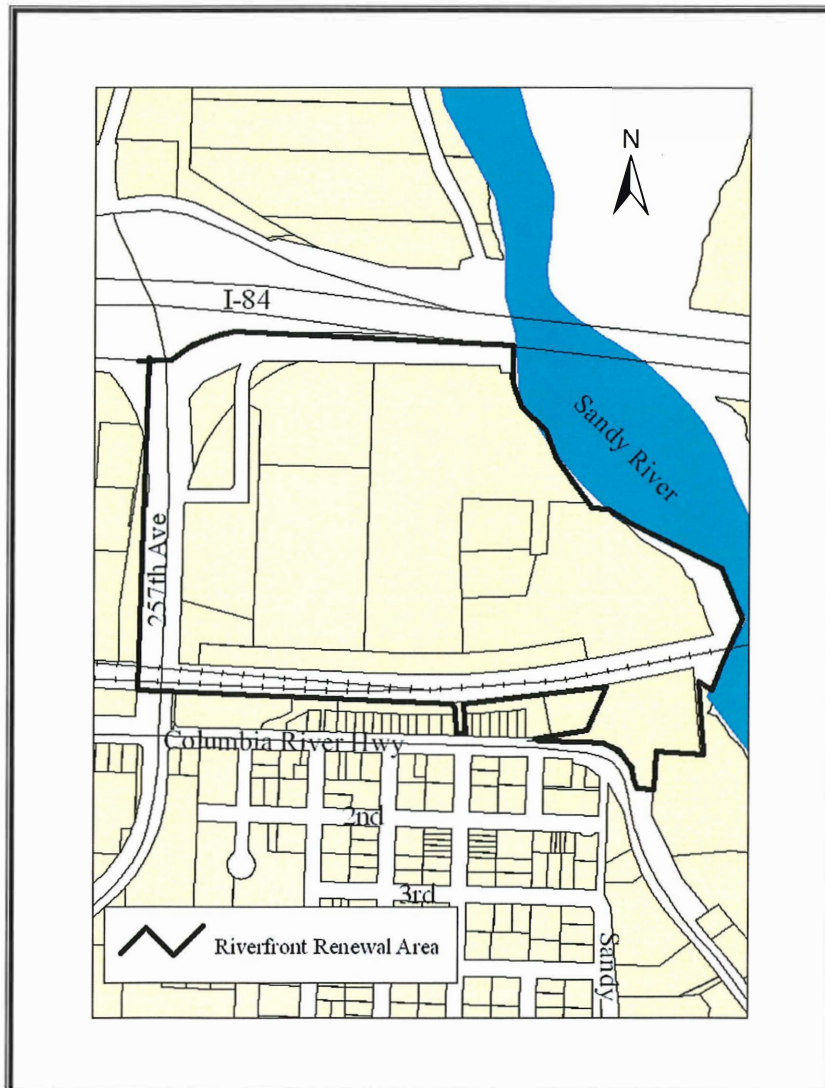 N
I-84
Sandy River
257th Ave
Columbia River Hwy
2nd
3rd
Riverfront Renewal Area
Sandy